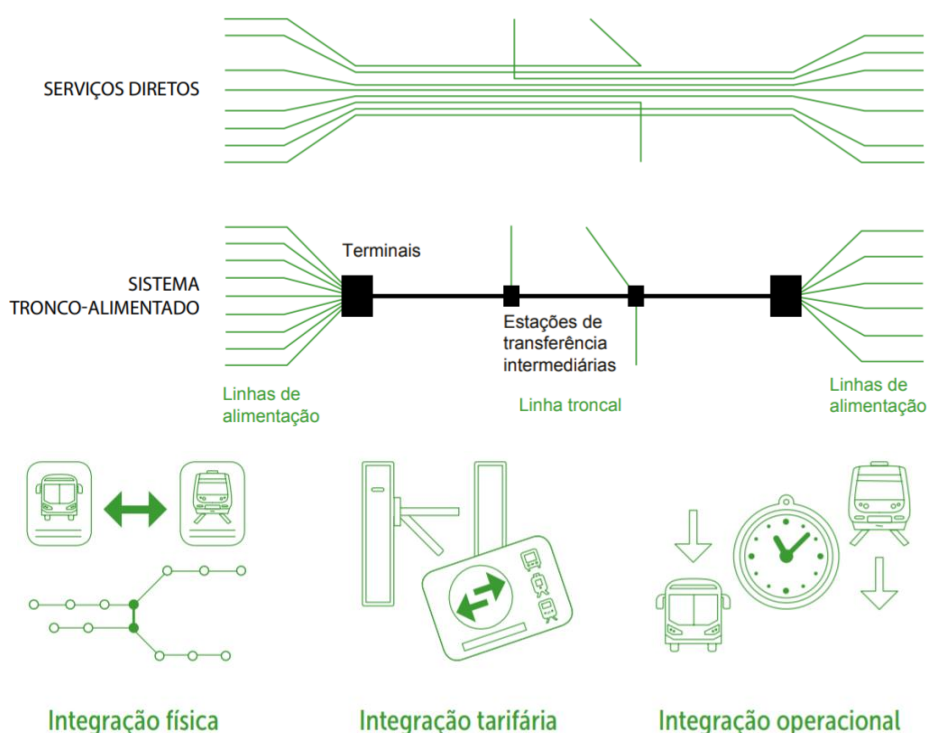 SERVIÇOS DIRETOS
Terminais
SISTEMA
TRONCO-ALIMENTADO
Estações de
transferência
intermediárias
Linhas de
alimentação
Linha troncal
Linhas de
alimentação
Integração física
Integração tarifária
Integração operacional